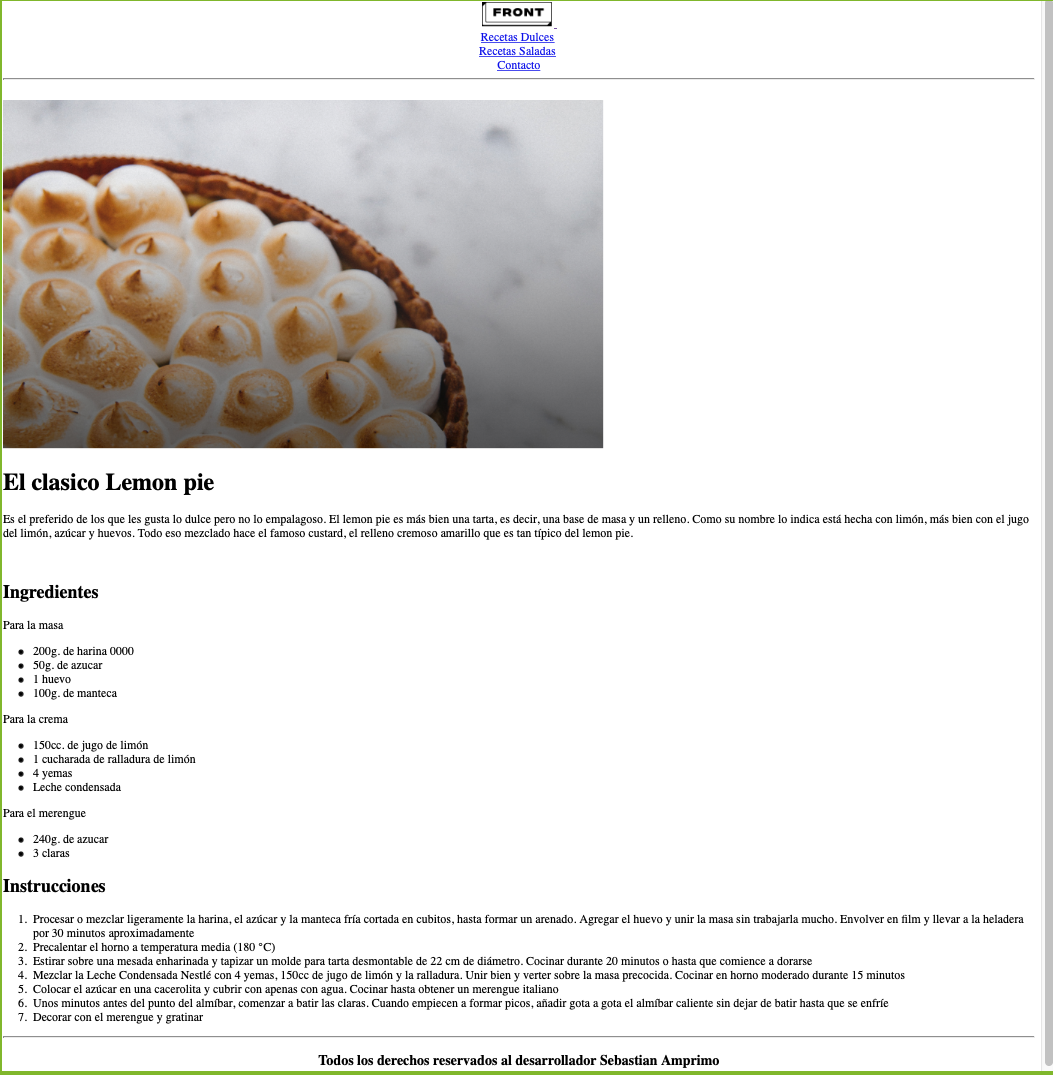 FRONT
Recetas Dulces
Recetas Saladas
Contacto
El clasico Lemon pie
Es el preferido de los que les gusta lo dulce pero no lo empalagoso. El lemon pie es más bien una tarta, es decir, una base de masa y un relleno. Como su nombre lo indica está hecha con limón, más bien con el jugo
del limón, azúcar y huevos. Todo eso mezclado hace el famoso custard, el relleno cremoso amarillo que es tan típico del lemon pie.
Ingredientes
Para la masa
• 200g. de harina 0000
• 50g. de azucar
• 1 huevo
• 100g. de manteca
Para la crema
• 150cc. de jugo de limón
• 1 cucharada de ralladura de limón
• 4 yemas
• Leche condensada
Para el merengue
• 240g. de azucar
• 3 claras
Instrucciones
1. Procesar o mezclar ligeramente la harina, el azúcar y la manteca fría cortada en cubitos, hasta formar un arenado. Agregar el huevo y unir la masa sin trabajarla mucho. Envolver en film y llevar a la heladera
por 30 minutos aproximadamente
2. Precalentar el horno a temperatura media (180 °C)
3. Estirar sobre una mesada enharinada y tapizar un molde para tarta desmontable de 22 cm de diámetro. Cocinar durante 20 minutos o hasta que comience a dorarse
4. Mezclar la Leche Condensada Nestlé con 4 yemas, 150cc de jugo de limón y la ralladura. Unir bien y verter sobre la masa precocida. Cocinar en horno moderado durante 15 minutos
5. Colocar el azúcar en una cacerolita y cubrir con apenas con agua. Cocinar hasta obtener un merengue italiano
6. Unos minutos antes del punto del almíbar, comenzar a batir las claras. Cuando empiecen a formar picos, añadir gota a gota el almíbar caliente sin dejar de batir hasta que se enfríe
7. Decorar con el merengue y gratinar
Todos los derechos reservados al desarrollador Sebastian Amprimo